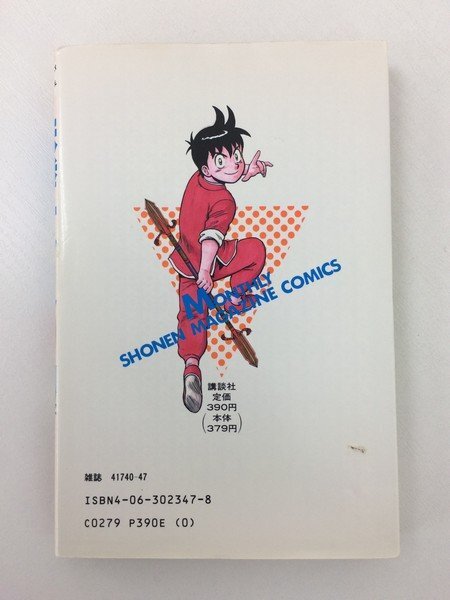 MONTHLY
SHONEN MAGAZINE COMICS
講談社
定価
390円
(本体
379円)
雑誌 41740-47
ISBN4-06-302347-8
C0279 P390E (0)